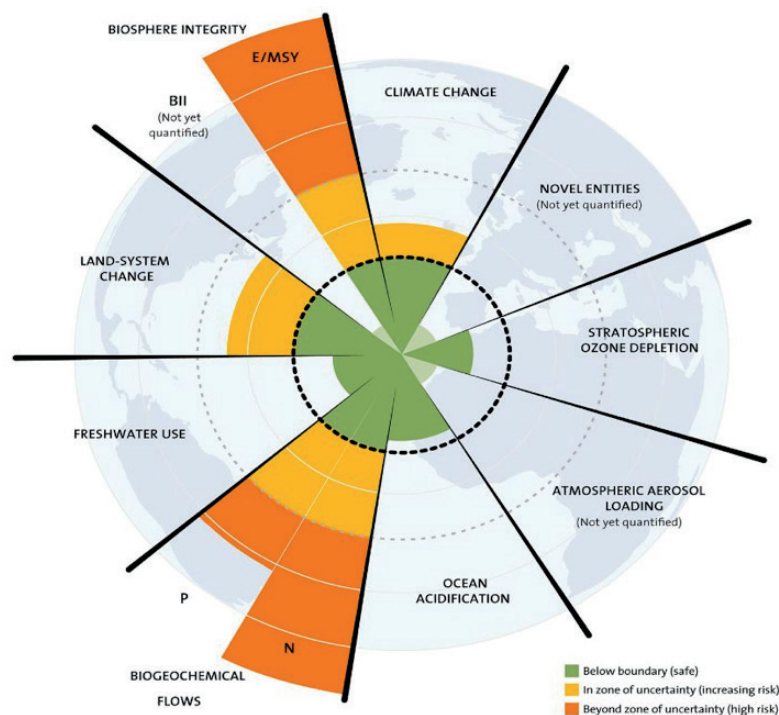 BIOSPHERE INTEGRITY
E/MSY
BII
(Not yet
quantified)
CLIMATE CHANGE
NOVEL ENTITIES
(Not yet quantified)
LAND-SYSTEM
CHANGE
STRATOSPHERIC
OZONE DEPLETION
FRESHWATER USE
ATMOSPHERIC AEROSOL
LOADING
(Not yet quantified)
OCEAN
ACIDIFICATION
P
N
BIOGEOCHEMICAL
FLOWS
Below boundary (safe)
In zone of uncertainty (increasing risk)
Beyond zone of uncertainty (high risk)